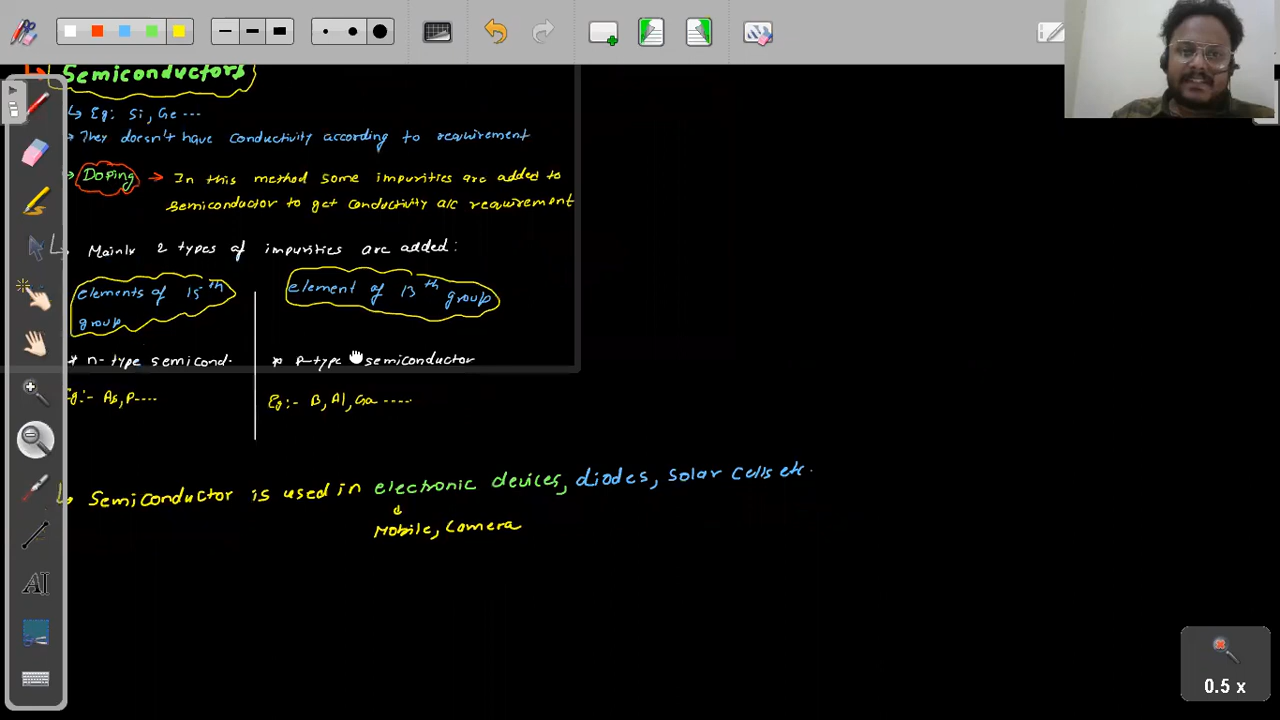 Semiconductors
Eg: Si, Ge ---
They doesn't have conductivity according to requirement
Doping → In this method some impurities are added to
semiconductor to get conductivity a/c requirement
Mainly 2 types of impurities are added:
elements of 15th
group
element of 13th
group
* n-type semicond.
* p-type semiconductor
Eg:- As, P----
Eg:- B, Al, Ga -----
Semiconductor is used in electronic devices, diodes, solar cells etc.
Mobile, Camera
AI
0.5 x